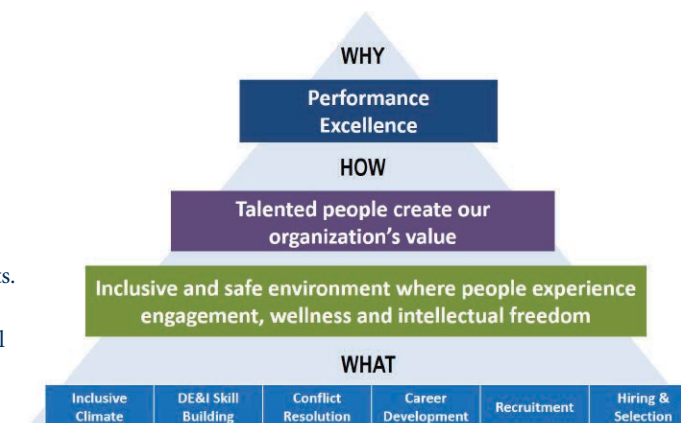 WHY
Performance
Excellence
HOW
Talented people create our
organization's value
ts.
Inclusive and safe environment where people experience
engagement, wellness and intellectual freedom
l
WHAT
Inclusive
Climate
DE&I Skill
Building
Conflict
Resolution
Career
Development
Recruitment
Hiring &
Selection